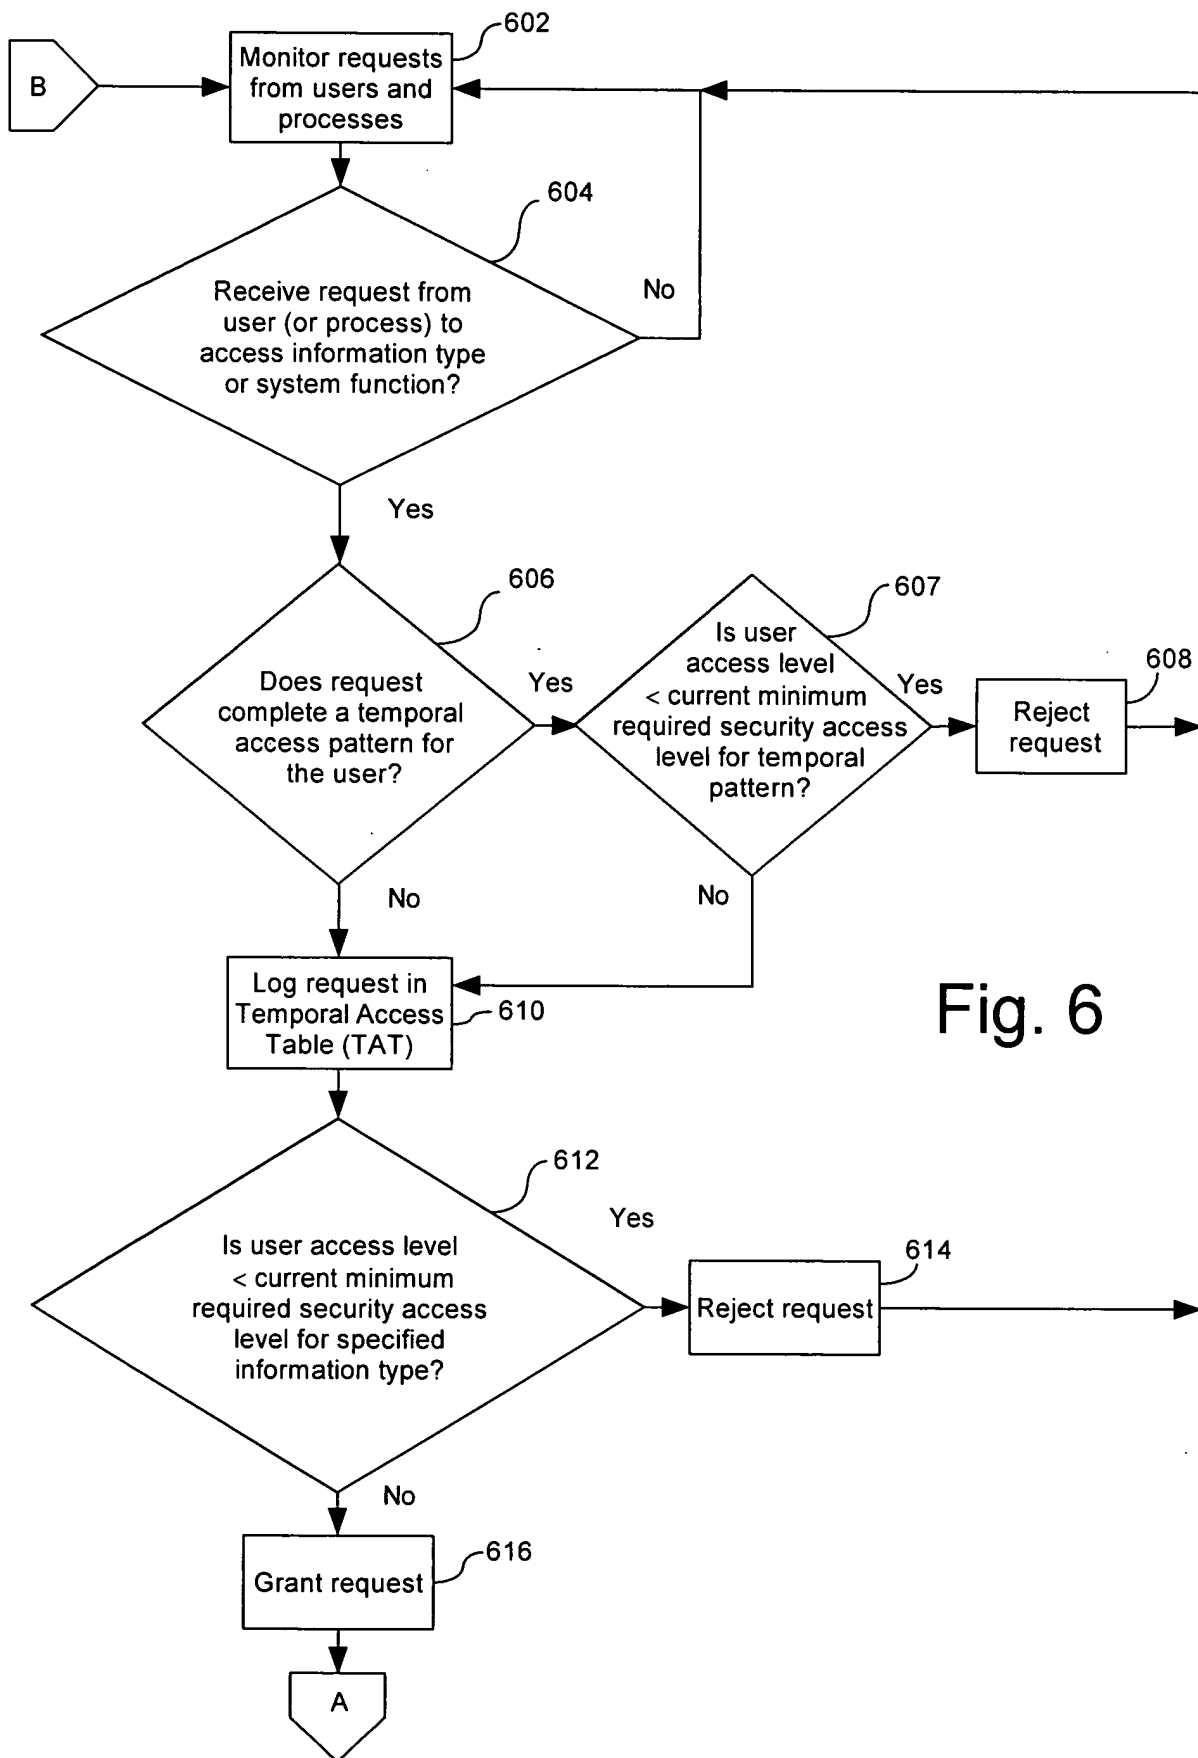 602
B
Monitor requests
from users and
processes
604
Receive request from
user (or process) to
access information type
or system function?
No
Yes
606
Does request
complete a temporal
access pattern for
the user?
Yes
607
Is user
access level
< current minimum
required security access
level for temporal
pattern?
Yes
608
Reject
request
No
No
Log request in
Temporal Access
Table (TAT)
610
Fig. 6
612
Is user access level
< current minimum
required security access
level for specified
information type?
Yes
614
Reject request
No
616
Grant request
A